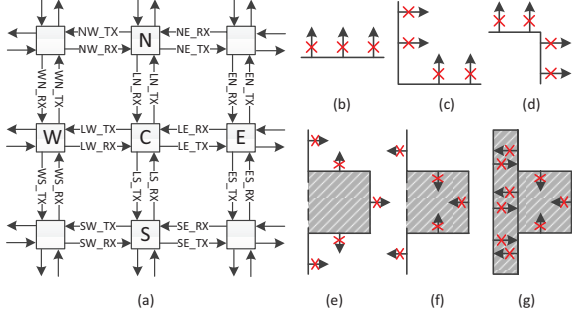 NW_TX N NE_RX
NW_RX NE_TX
WN_RX WN_TX LN_RX LN_TX EN_RX EN_TX
LW_TX LE_RX
W C E
LW_RX LE_TX
WS_RX WS_TX LS_TX LS_RX ES_TX ES_RX
SW_TX SE_RX
SW_RX S SE_TX
(a)
(b)
(c)
(d)
(e)
(f)
(g)